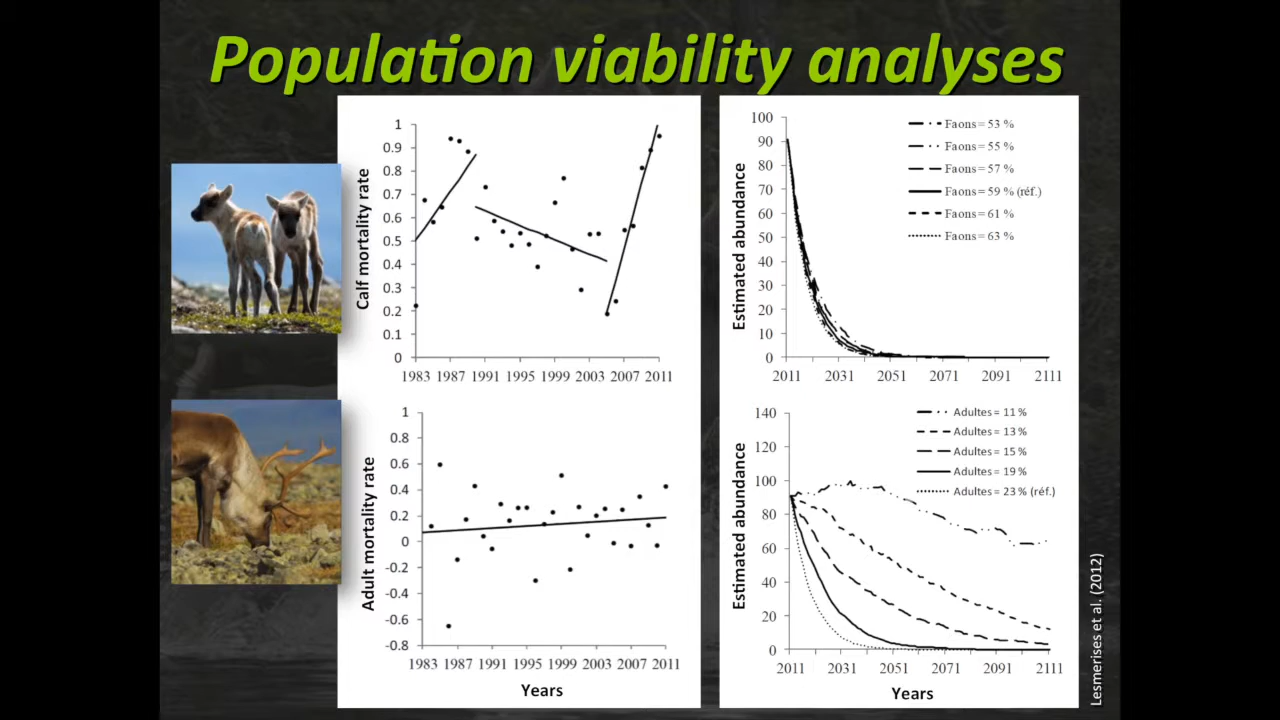 Population viability analyses
Calf mortality rate
1
0.9
0.8
0.7
0.6
0.5
0.4
0.3
0.2
0.1
0
1983 1987 1991 1995 1999 2003 2007 2011
Estimated abundance
100
90
80
70
60
50
40
30
20
10
0
2011 2031 2051 2071 2091 2111
Faons = 53 %
Faons = 55 %
Faons = 57 %
Faons = 59 % (réf.)
Faons = 61 %
Faons = 63 %
Adult mortality rate
1
0.8
0.6
0.4
0.2
0
-0.2
-0.4
-0.6
-0.8
1983 1987 1991 1995 1999 2003 2007 2011
Years
Estimated abundance
140
120
100
80
60
40
20
0
2011 2031 2051 2071 2091 2111
Years
Adultes = 11 %
Adultes = 13 %
Adultes = 15 %
Adultes = 19 %
Adultes = 23 % (réf.)
Lesmerises et al. (2012)